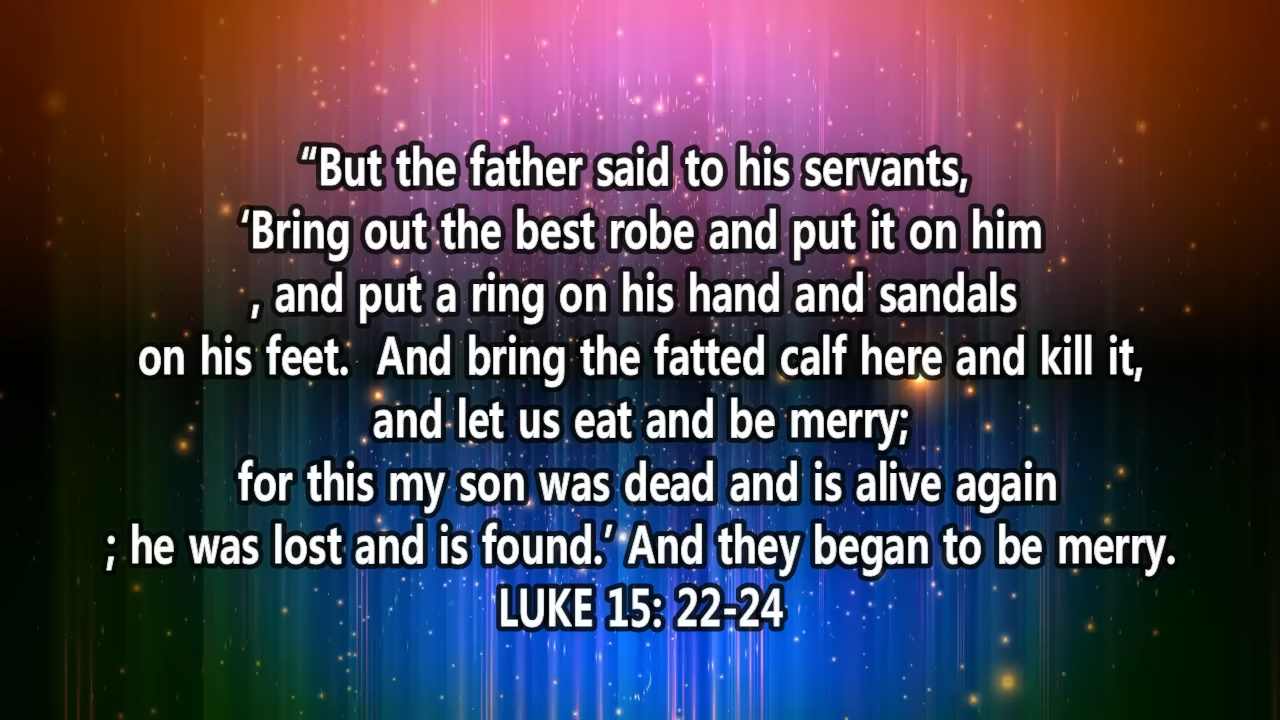 “But the father said to his servants,
‘Bring out the best robe and put it on him
, and put a ring on his hand and sandals
on his feet.  And bring the fatted calf here and kill it,
and let us eat and be merry;
for this my son was dead and is alive again
; he was lost and is found.’ And they began to be merry.
LUKE 15: 22-24